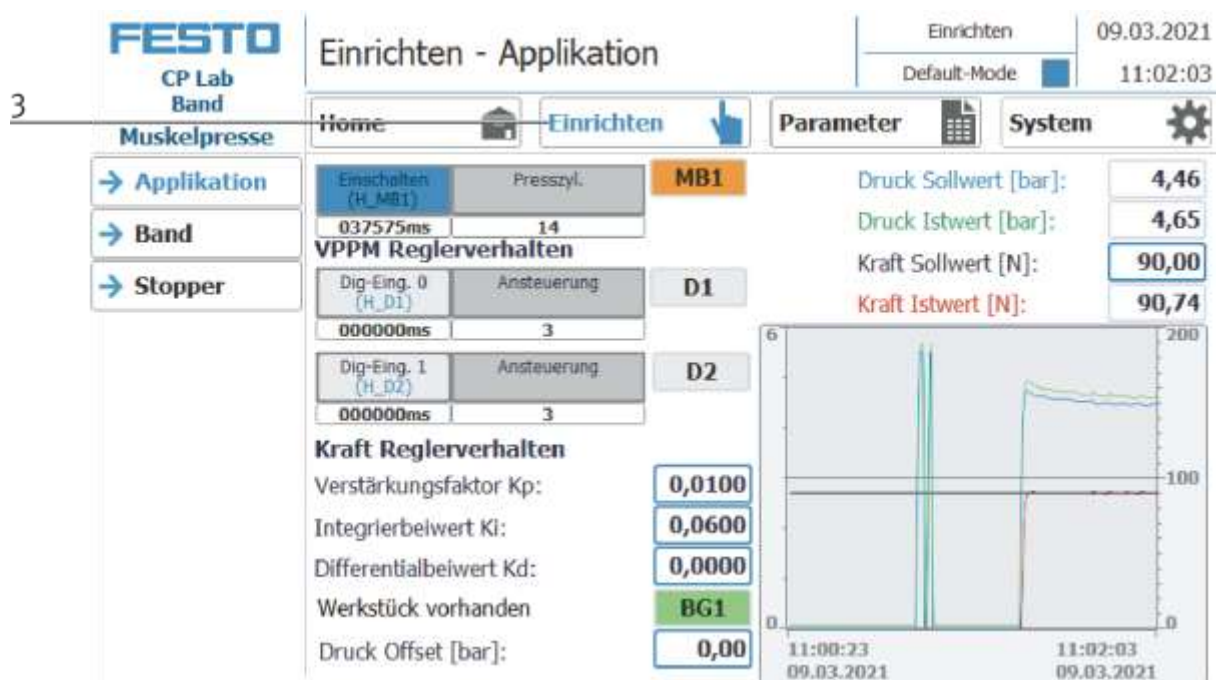 FESTO
CP Lab
Band
Muskelpresse
Einrichten - Applikation
Einrichten
Default-Mode
09.03.2021
11:02:03
3
Home
Einrichten
Parameter
System
Applikation
Band
Stopper
Einschalten
(H_MB1)
Presszyl.
MB1
037575ms
14
VPPM Reglerverhalten
Dig-Eing. 0
(H_D1)
Ansteuerung
D1
000000ms
3
Dig-Eing. 1
(H_D2)
Ansteuerung
D2
000000ms
3
Kraft Reglerverhalten
Verstärkungsfaktor Kp: 0,0100
Integrierbeiwert Ki: 0,0600
Differentialbeiwert Kd: 0,0000
Werkstück vorhanden BG1
Druck Offset [bar]: 0,00
Druck Sollwert [bar]: 4,46
Druck Istwert [bar]: 4,65
Kraft Sollwert [N]: 90,00
Kraft Istwert [N]: 90,74
6
200
100
0
0
11:00:23
09.03.2021
11:02:03
09.03.2021